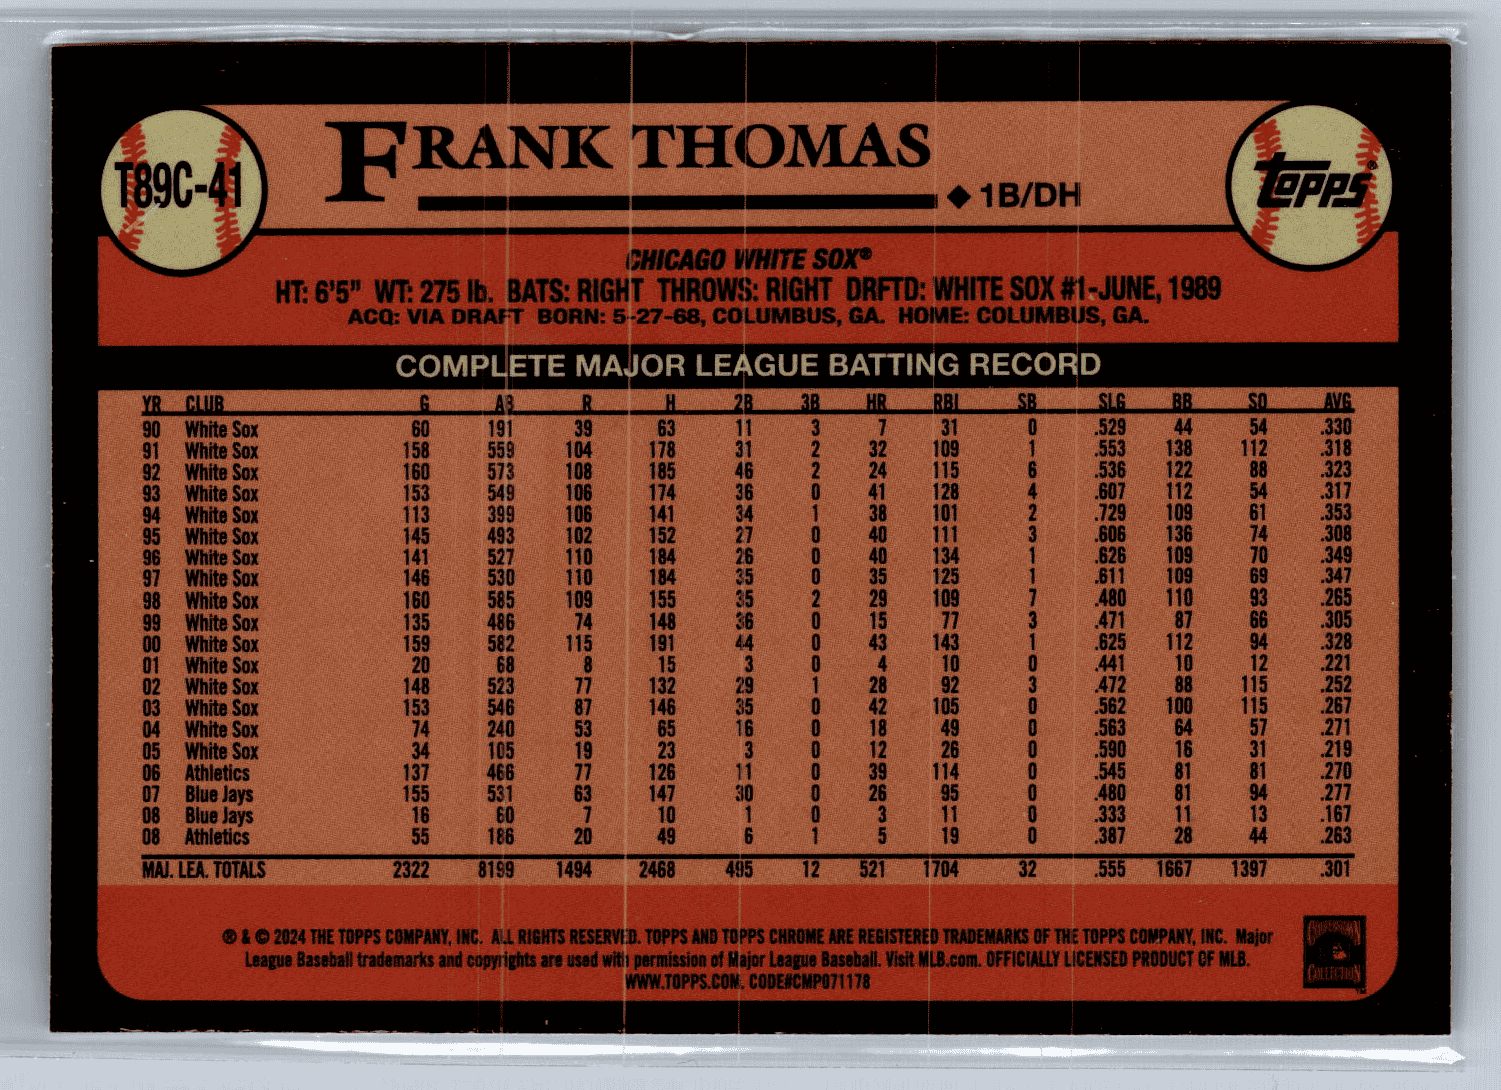 T89C-41
FRANK THOMAS
◆ 1B/DH
TOPPS®
CHICAGO WHITE SOX®
HT: 6'5" WT: 275 lb. BATS: RIGHT THROWS: RIGHT DRFTD: WHITE SOX #1-JUNE, 1989
ACQ: VIA DRAFT BORN: 5-27-68, COLUMBUS, GA. HOME: COLUMBUS, GA.
COMPLETE MAJOR LEAGUE BATTING RECORD
YR CLUB G AB R H 2B 3B HR RBI SB SLG BB SO AVG
90 White Sox 60 191 39 63 11 3 7 31 0 .529 44 54 .330
91 White Sox 158 559 104 178 31 2 32 109 1 .553 138 112 .318
92 White Sox 160 573 108 185 46 2 24 115 6 .536 122 88 .323
93 White Sox 153 549 106 174 36 0 41 128 4 .607 112 54 .317
94 White Sox 113 399 106 141 34 1 38 101 2 .729 109 61 .353
95 White Sox 145 493 102 152 27 0 40 111 3 .606 136 74 .308
96 White Sox 141 527 110 184 26 0 40 134 1 .626 109 70 .349
97 White Sox 146 530 110 184 35 0 35 125 1 .611 109 69 .347
98 White Sox 160 585 109 155 35 2 29 109 7 .480 110 93 .265
99 White Sox 135 486 74 148 36 0 15 77 3 .471 87 66 .305
00 White Sox 159 582 115 191 44 0 43 143 1 .625 112 94 .328
01 White Sox 20 68 8 15 3 0 4 10 0 .441 10 12 .221
02 White Sox 148 523 77 132 29 1 28 92 3 .472 88 115 .252
03 White Sox 153 546 87 146 35 0 42 105 0 .562 100 115 .267
04 White Sox 74 240 53 65 16 0 18 49 0 .563 64 57 .271
05 White Sox 34 105 19 23 3 0 12 26 0 .590 16 31 .219
06 Athletics 137 466 77 126 11 0 39 114 0 .545 81 81 .270
07 Blue Jays 155 531 63 147 30 0 26 95 0 .480 81 94 .277
08 Blue Jays 16 60 7 10 1 0 3 11 0 .333 11 13 .167
08 Athletics 55 186 20 49 6 1 5 19 0 .387 28 44 .263
MAJ. LEA. TOTALS 2322 8199 1494 2468 495 12 521 1704 32 .555 1667 1397 .301
® & © 2024 THE TOPPS COMPANY, INC. ALL RIGHTS RESERVED. TOPPS AND TOPPS CHROME ARE REGISTERED TRADEMARKS OF THE TOPPS COMPANY, INC. Major
League Baseball trademarks and copyrights are used with permission of Major League Baseball. Visit MLB.com. OFFICIALLY LICENSED PRODUCT OF MLB.
WWW.TOPPS.COM. CODE#CMP071178
COOPERSTOWN
COLLECTION
™